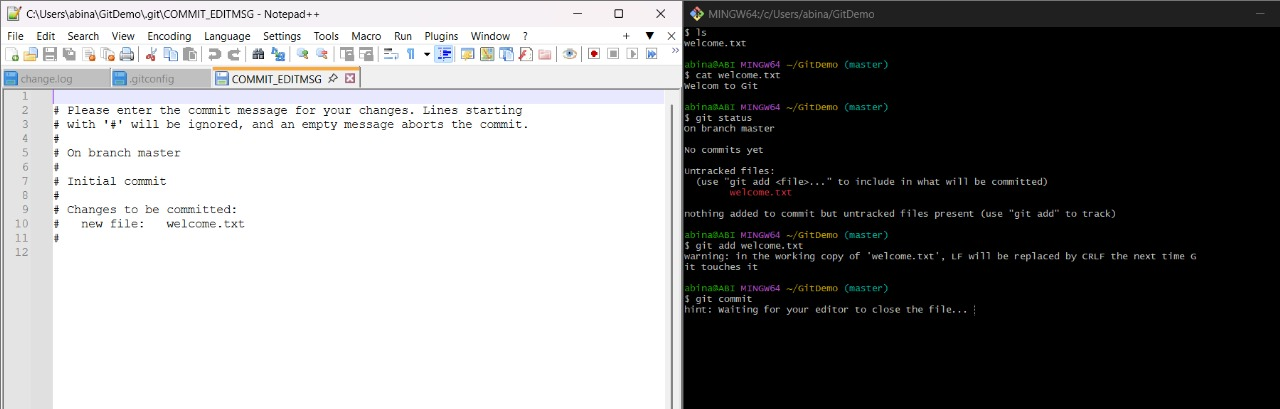 C:\Users\abina\GitDemo\.git\COMMIT_EDITMSG - Notepad++
File Edit Search View Encoding Language Settings Tools Macro Run Plugins Window ? + ▼ ✕
change.log .gitconfig COMMIT_EDITMSG
1
2 # Please enter the commit message for your changes. Lines starting
3 # with '#' will be ignored, and an empty message aborts the commit.
4 #
5 # On branch master
6 #
7 # Initial commit
8 #
9 # Changes to be committed:
10 #   new file:   welcome.txt
11 #
12
MINGW64:/c/Users/abina/GitDemo
$ ls
welcome.txt
abina@ABI MINGW64 ~/GitDemo (master)
$ cat welcome.txt
Welcom to Git
abina@ABI MINGW64 ~/GitDemo (master)
$ git status
On branch master
No commits yet
Untracked files:
(use "git add <file>..." to include in what will be committed)
welcome.txt
nothing added to commit but untracked files present (use "git add" to track)
abina@ABI MINGW64 ~/GitDemo (master)
$ git add welcome.txt
warning: in the working copy of 'welcome.txt', LF will be replaced by CRLF the next time G
it touches it
abina@ABI MINGW64 ~/GitDemo (master)
$ git commit
hint: Waiting for your editor to close the file...